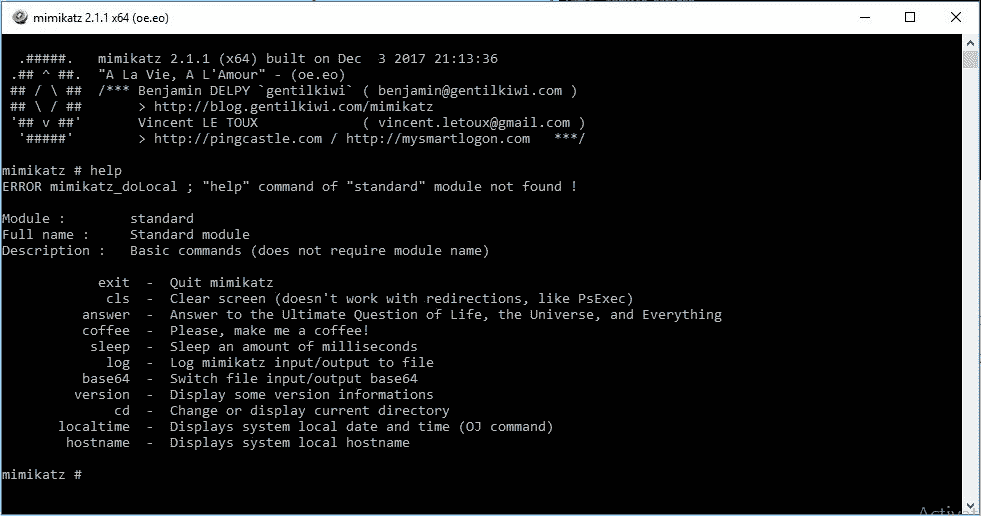 mimikatz 2.1.1 x64 (oe.eo)
.#####.   mimikatz 2.1.1 (x64) built on Dec  3 2017 21:13:36
.## ^ ##.  "A La Vie, A L'Amour" - (oe.eo)
## / \ ##  /*** Benjamin DELPY `gentilkiwi` ( benjamin@gentilkiwi.com )
## \ / ##       > http://blog.gentilkiwi.com/mimikatz
'## v ##'       Vincent LE TOUX             ( vincent.letoux@gmail.com )
'#####'        > http://pingcastle.com / http://mysmartlogon.com   ***/
mimikatz # help
ERROR mimikatz_doLocal ; "help" command of "standard" module not found !
Module :        standard
Full name :     Standard module
Description :   Basic commands (does not require module name)
exit  -  Quit mimikatz
cls  -  Clear screen (doesn't work with redirections, like PsExec)
answer  -  Answer to the Ultimate Question of Life, the Universe, and Everything
coffee  -  Please, make me a coffee!
sleep  -  Sleep an amount of milliseconds
log  -  Log mimikatz input/output to file
base64  -  Switch file input/output base64
version  -  Display some version informations
cd  -  Change or display current directory
localtime  -  Displays system local date and time (OJ command)
hostname  -  Displays system local hostname
mimikatz #